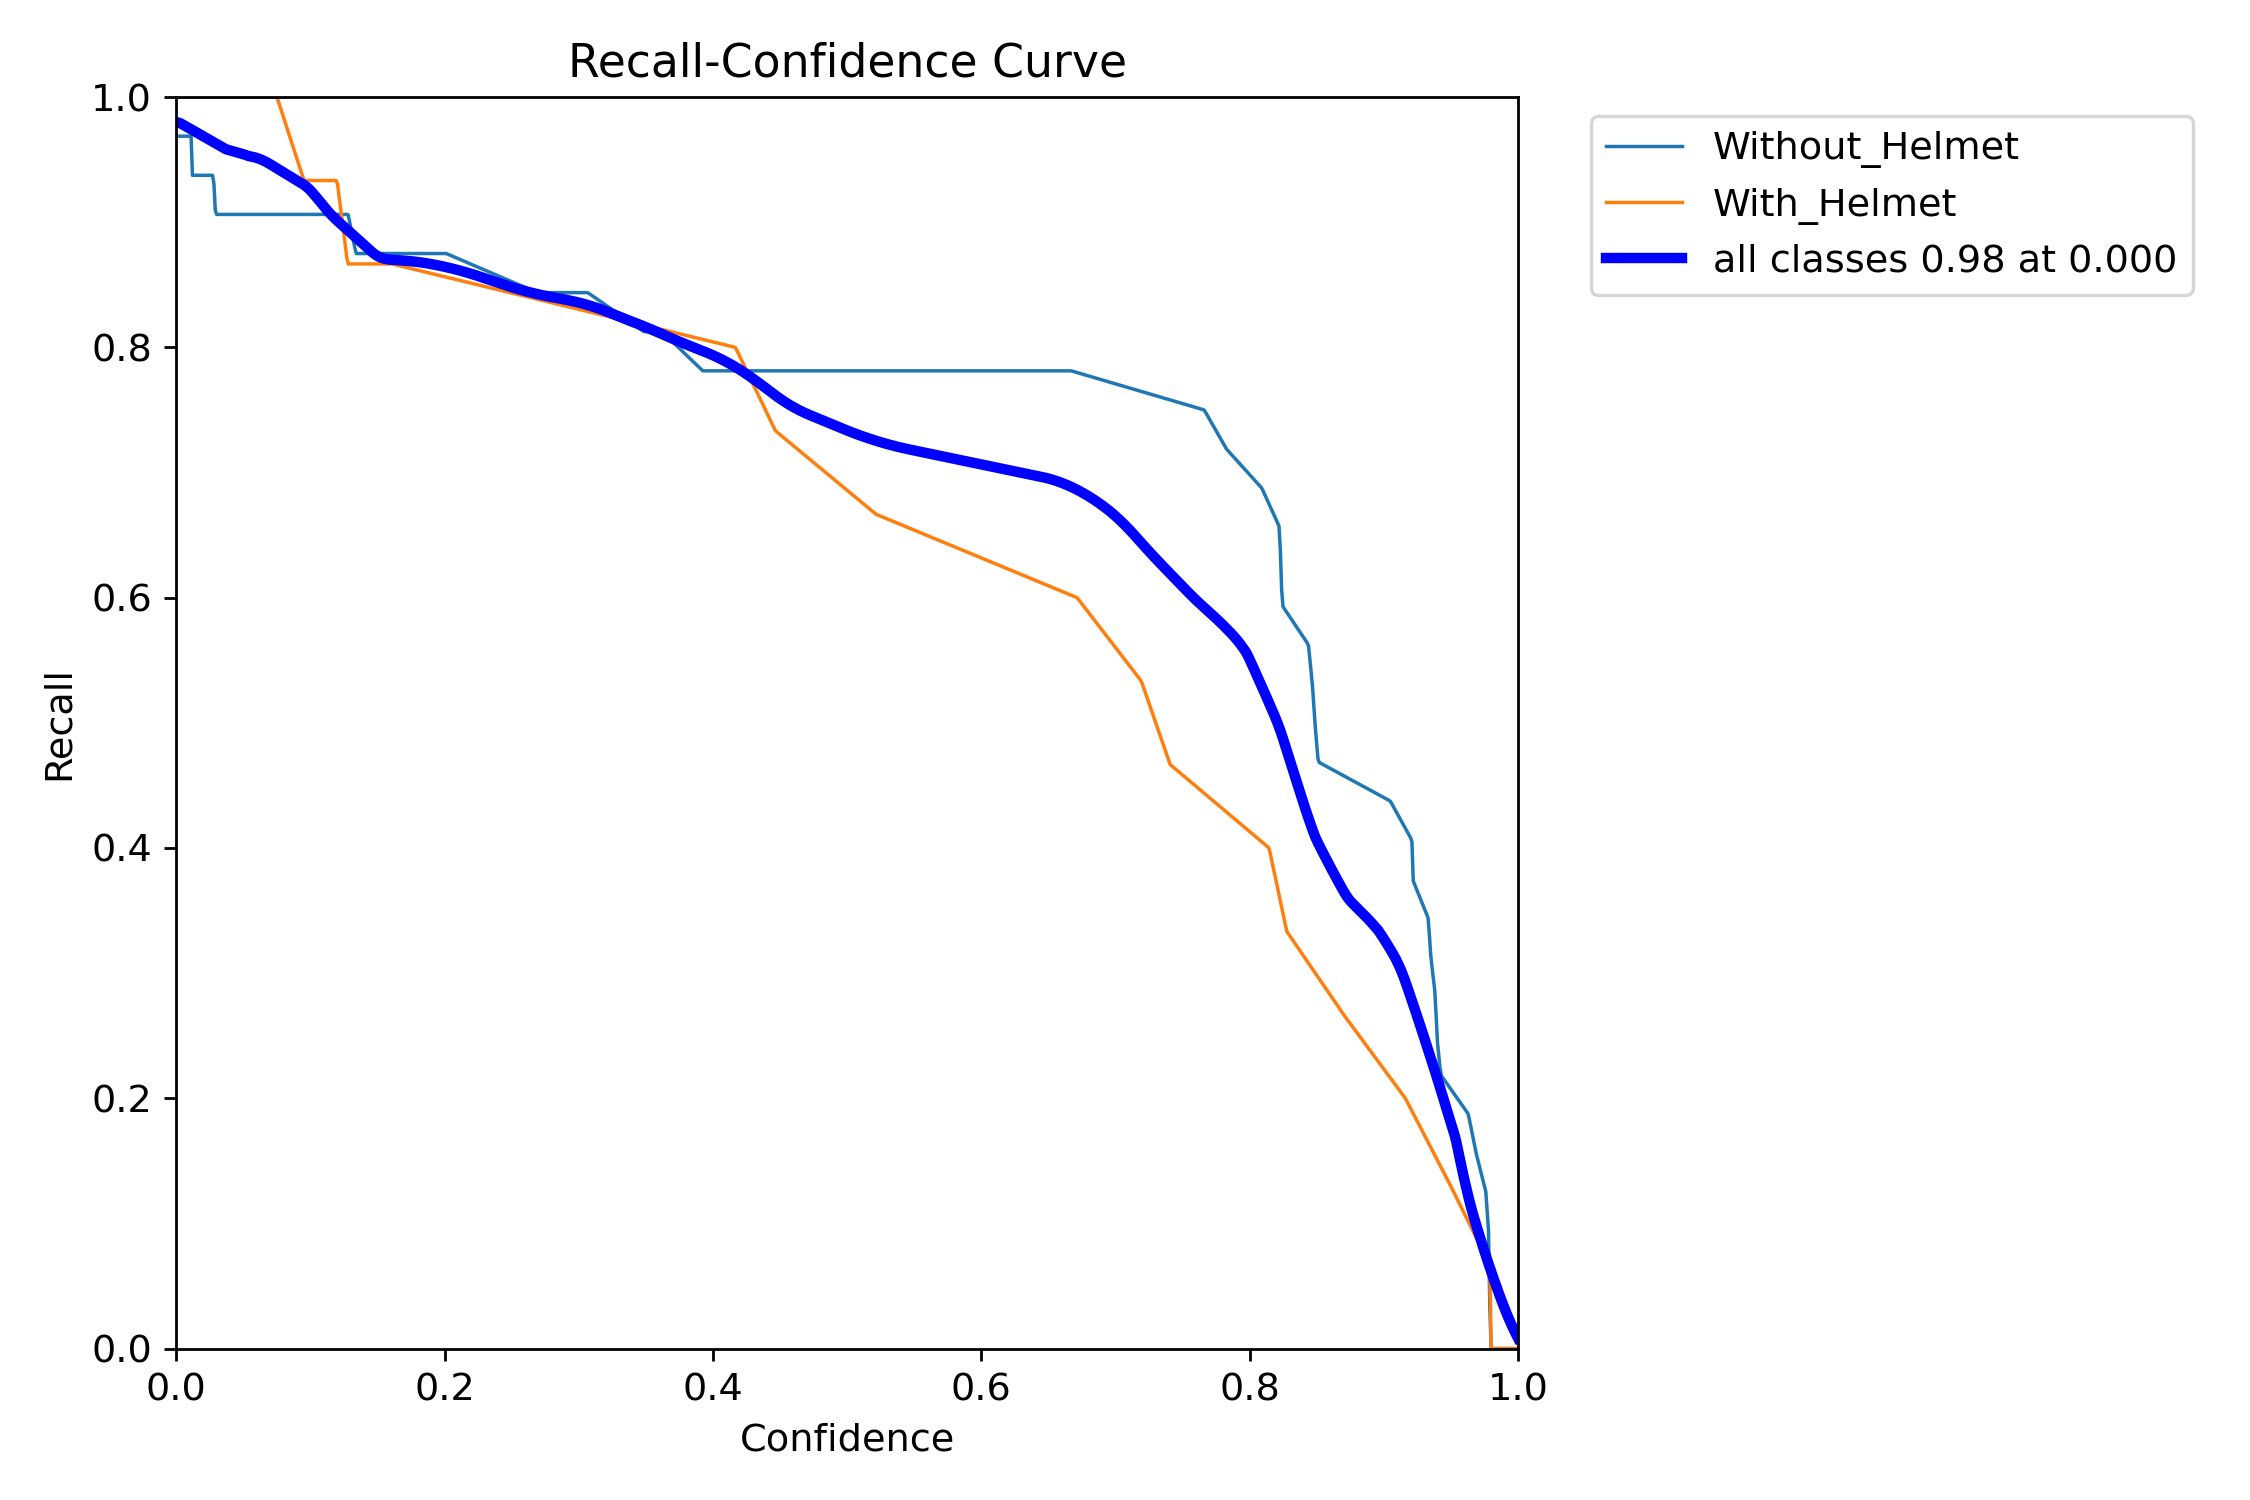 Recall-Confidence Curve
1.0
0.8
0.6
0.4
0.2
0.0
Recall
0.0 0.2 0.4 0.6 0.8 1.0
Confidence
Without_Helmet
With_Helmet
all classes 0.98 at 0.000